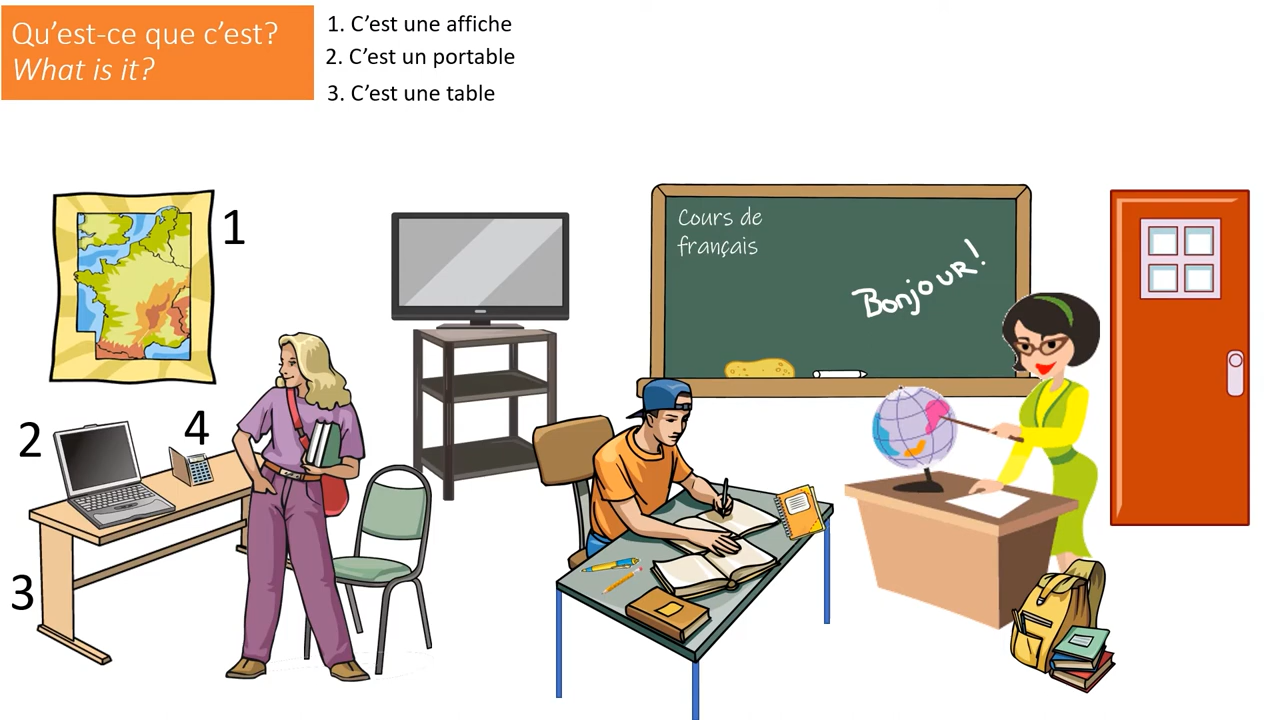 Qu’est-ce que c’est?
What is it?
1. C’est une affiche
2. C’est un portable
3. C’est une table
1
2
4
3
Cours de
français
Bonjour!